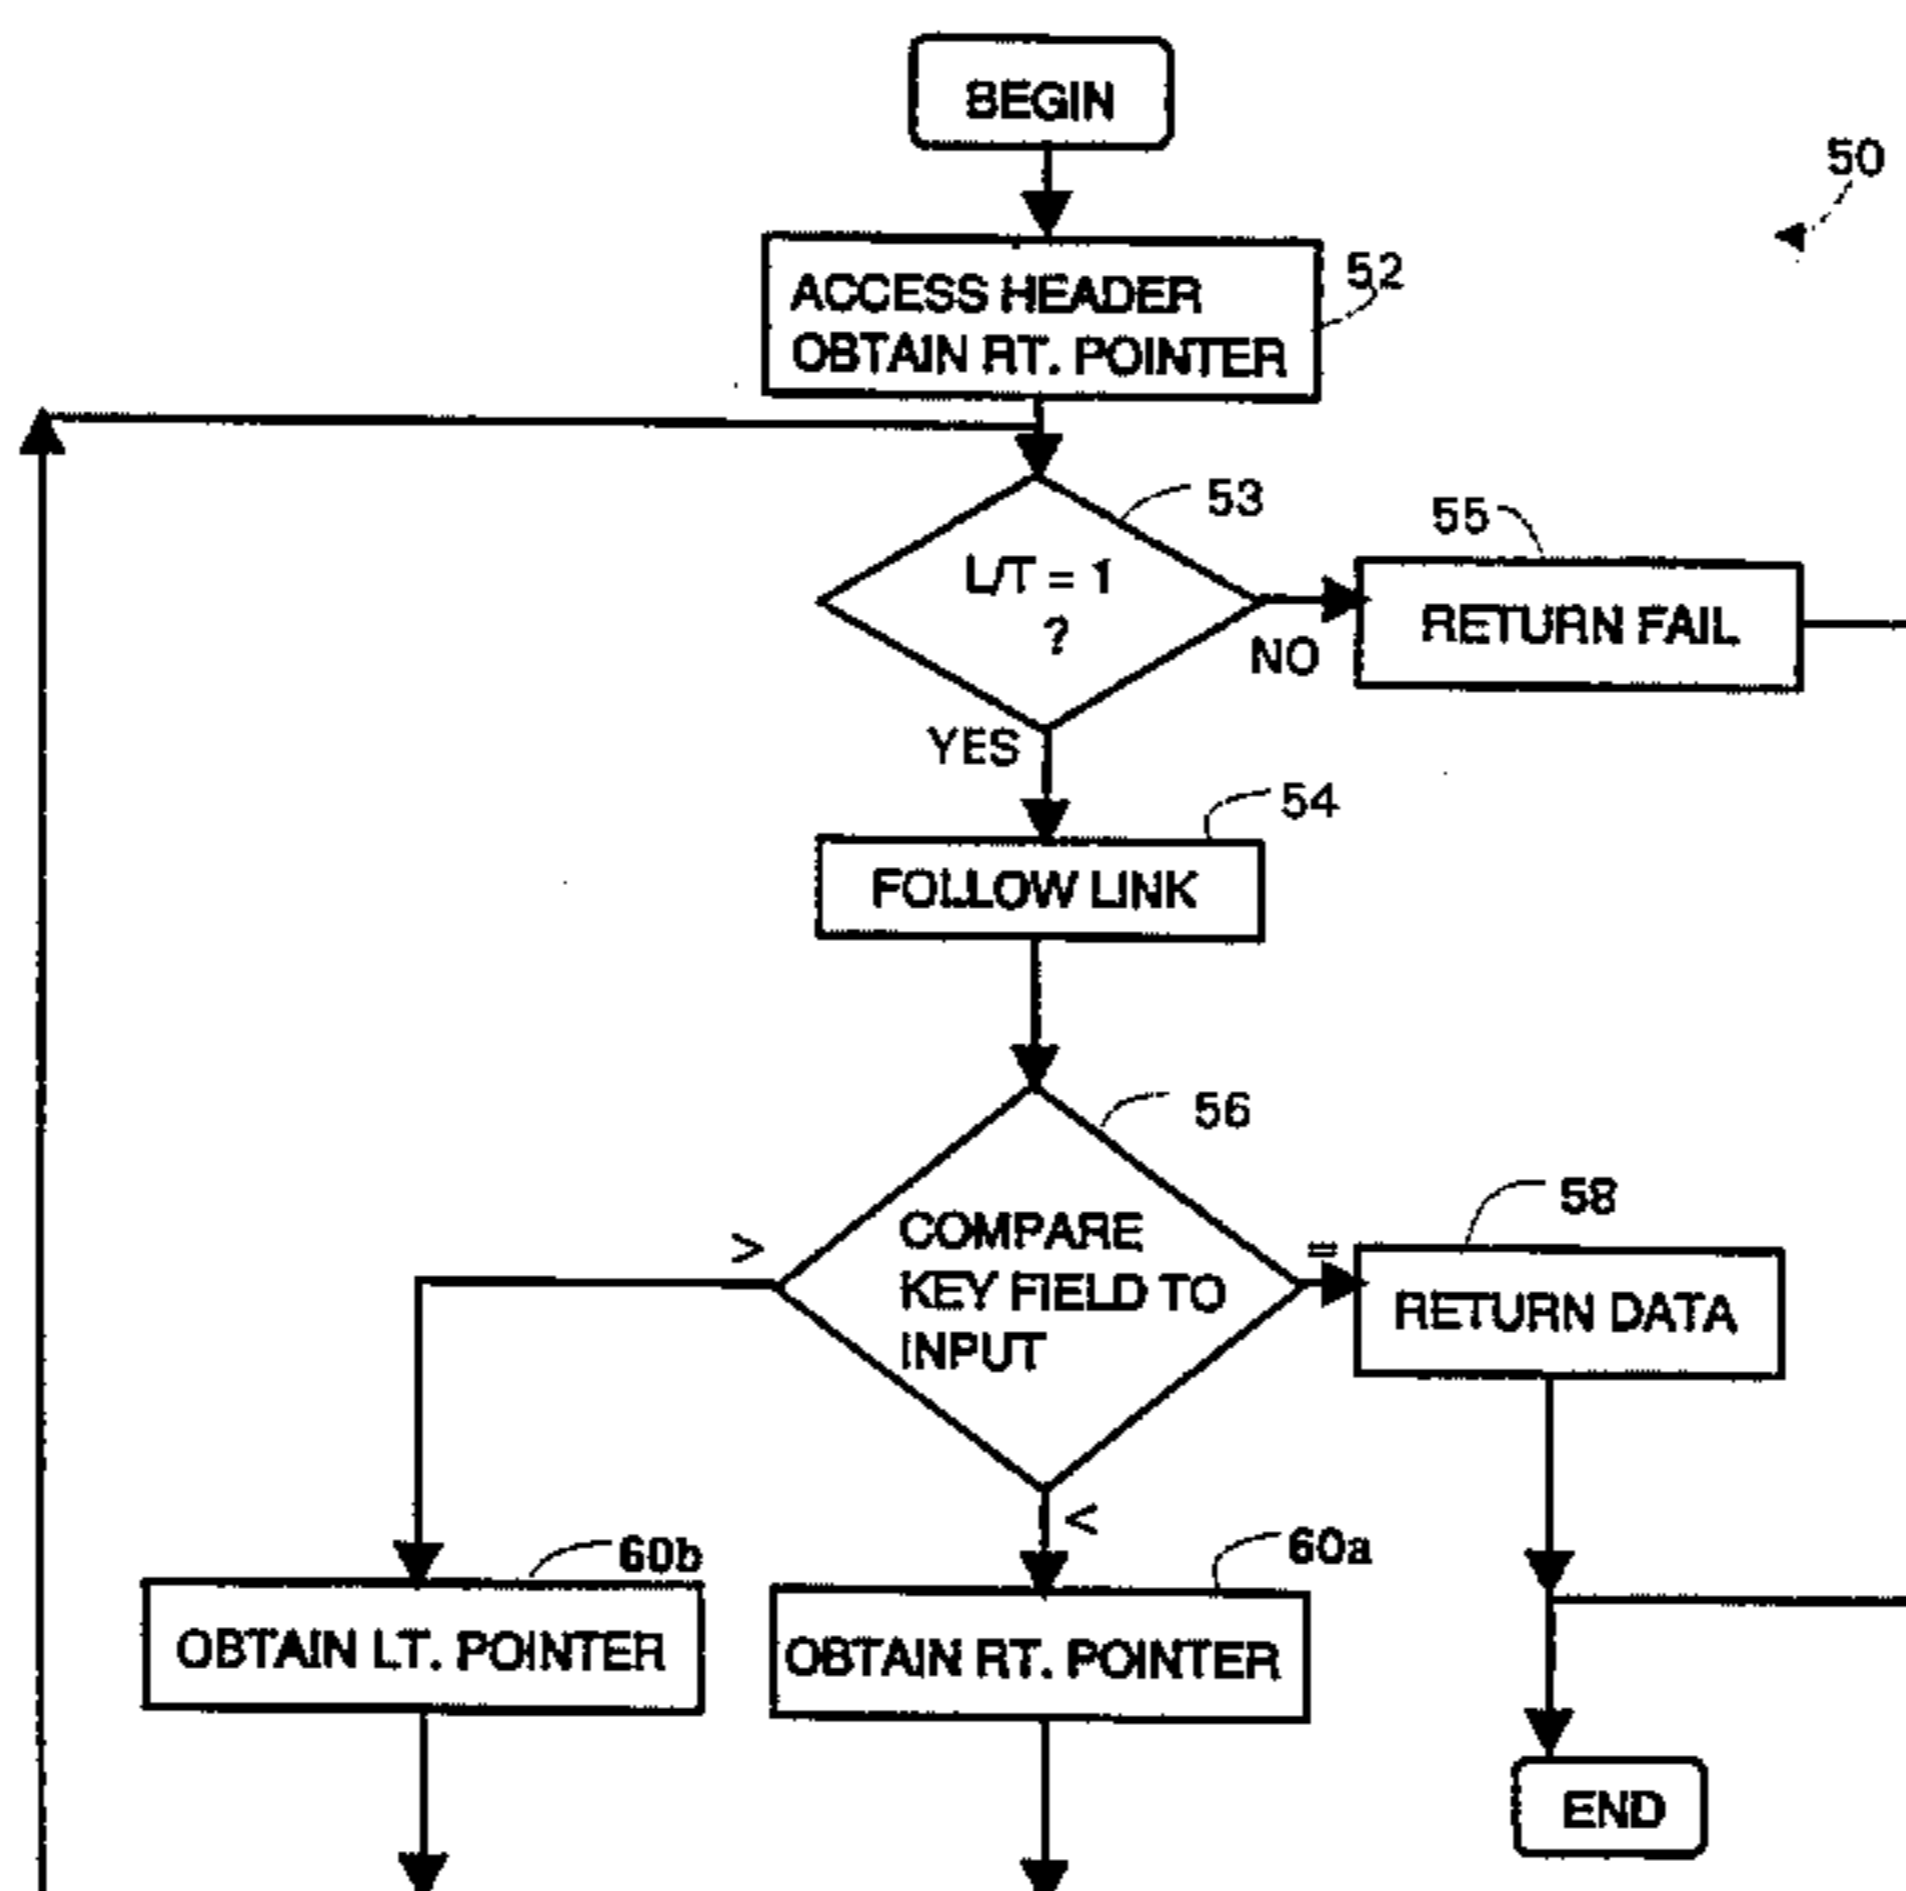 BEGIN
50
ACCESS HEADER
OBTAIN RT. POINTER
52
53
L/T = 1
?
NO
55
RETURN FAIL
YES
54
FOLLOW LINK
56
COMPARE
KEY FIELD TO
INPUT
>
=
58
RETURN DATA
<
60b
OBTAIN LT. POINTER
60a
OBTAIN RT. POINTER
END